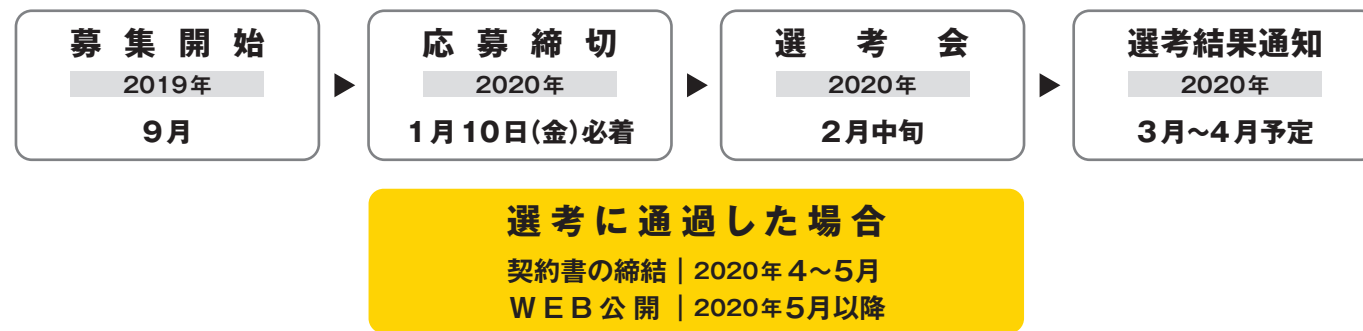 募集開始
2019年
9月
▶
応募締切
2020年
1月10日(金)必着
▶
選考会
2020年
2月中旬
▶
選考結果通知
2020年
3月〜4月予定
選考に通過した場合
契約書の締結｜2020年4〜5月
WEB公開｜2020年5月以降